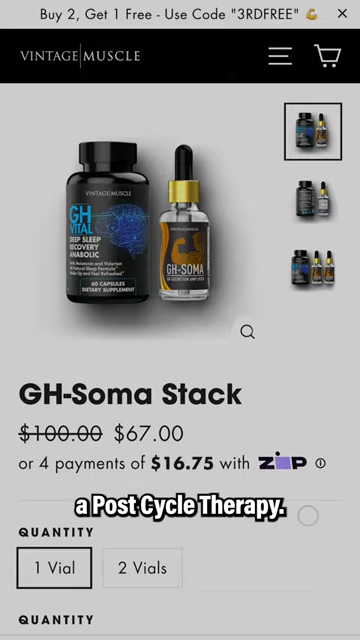 Buy 2, Get 1 Free - Use Code "3RDFREE" 💪 ✕
VINTAGE|MUSCLE
VINTAGE MUSCLE
GH
VITAL
DEEP SLEEP
RECOVERY
ANABOLIC
60 CAPSULES
DIETARY SUPPLEMENT
VINTAGE MUSCLE
GH-SOMA
GH-Soma Stack
$100.00 $67.00
or 4 payments of $16.75 with ZIP
a Post Cycle Therapy.
QUANTITY
1 Vial
2 Vials
QUANTITY